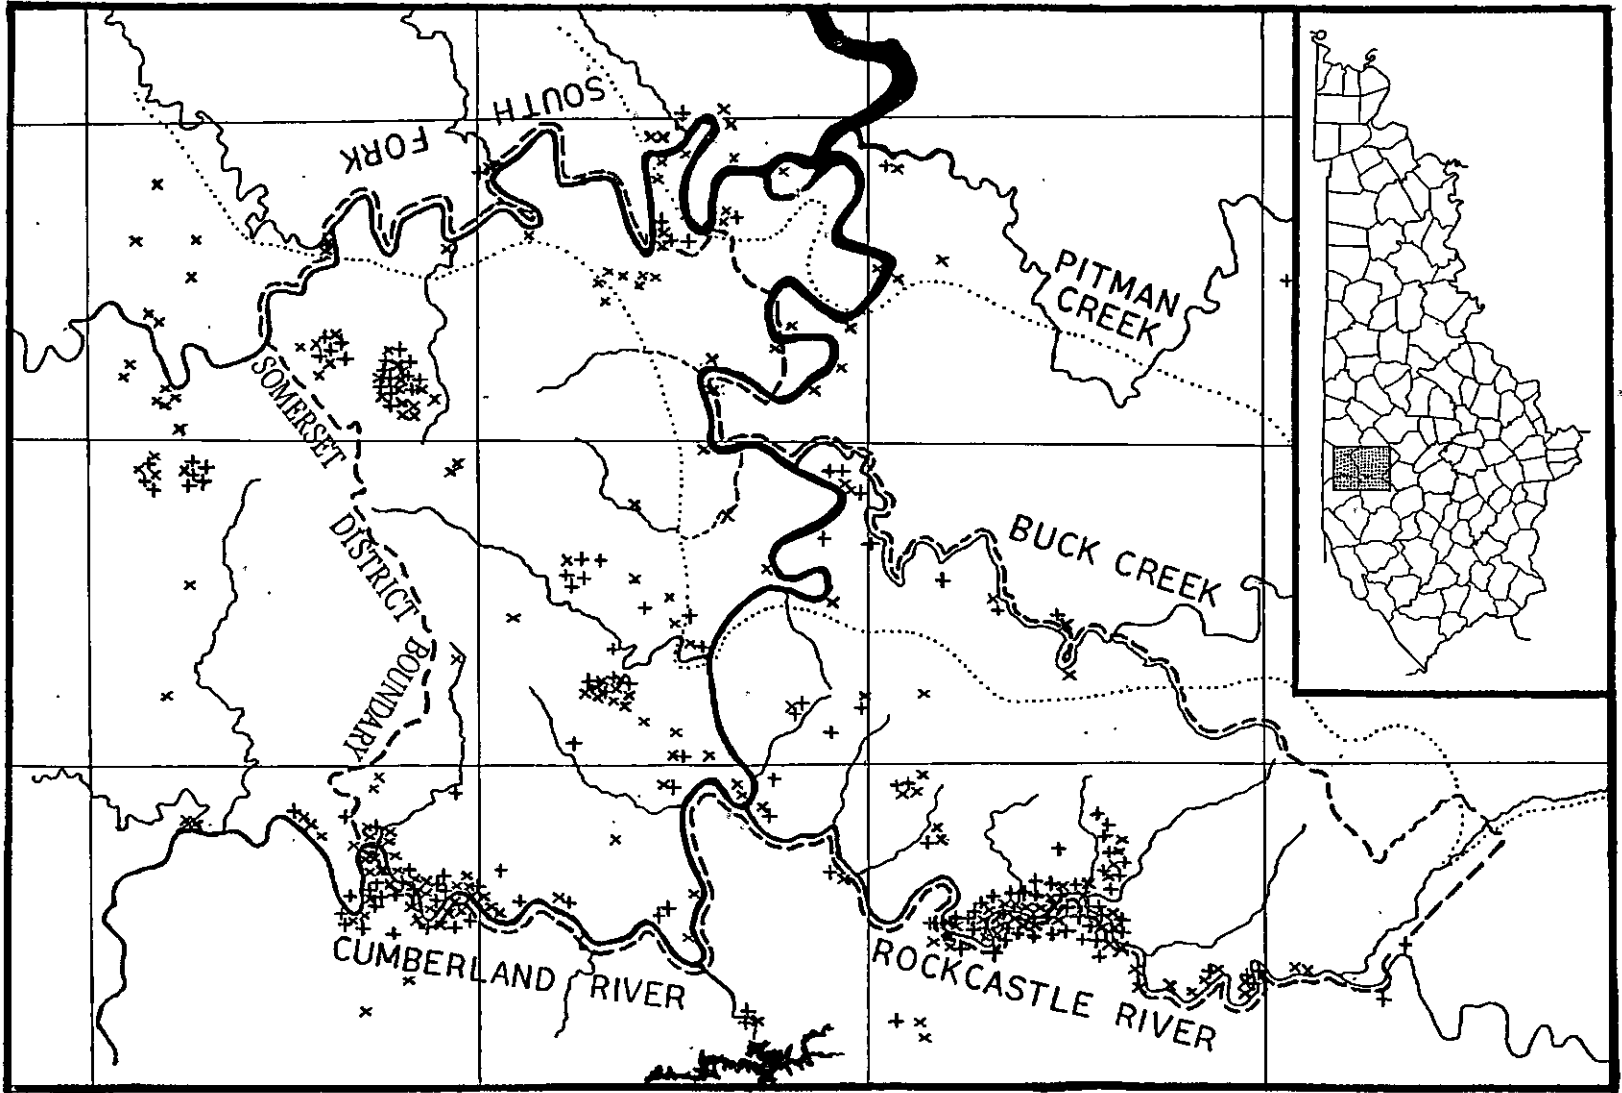 SOUTH
FORK
PITMAN
CREEK
SOMERSET
DISTRICT
BOUNDARY
BUCK CREEK
CUMBERLAND RIVER
ROCKCASTLE RIVER